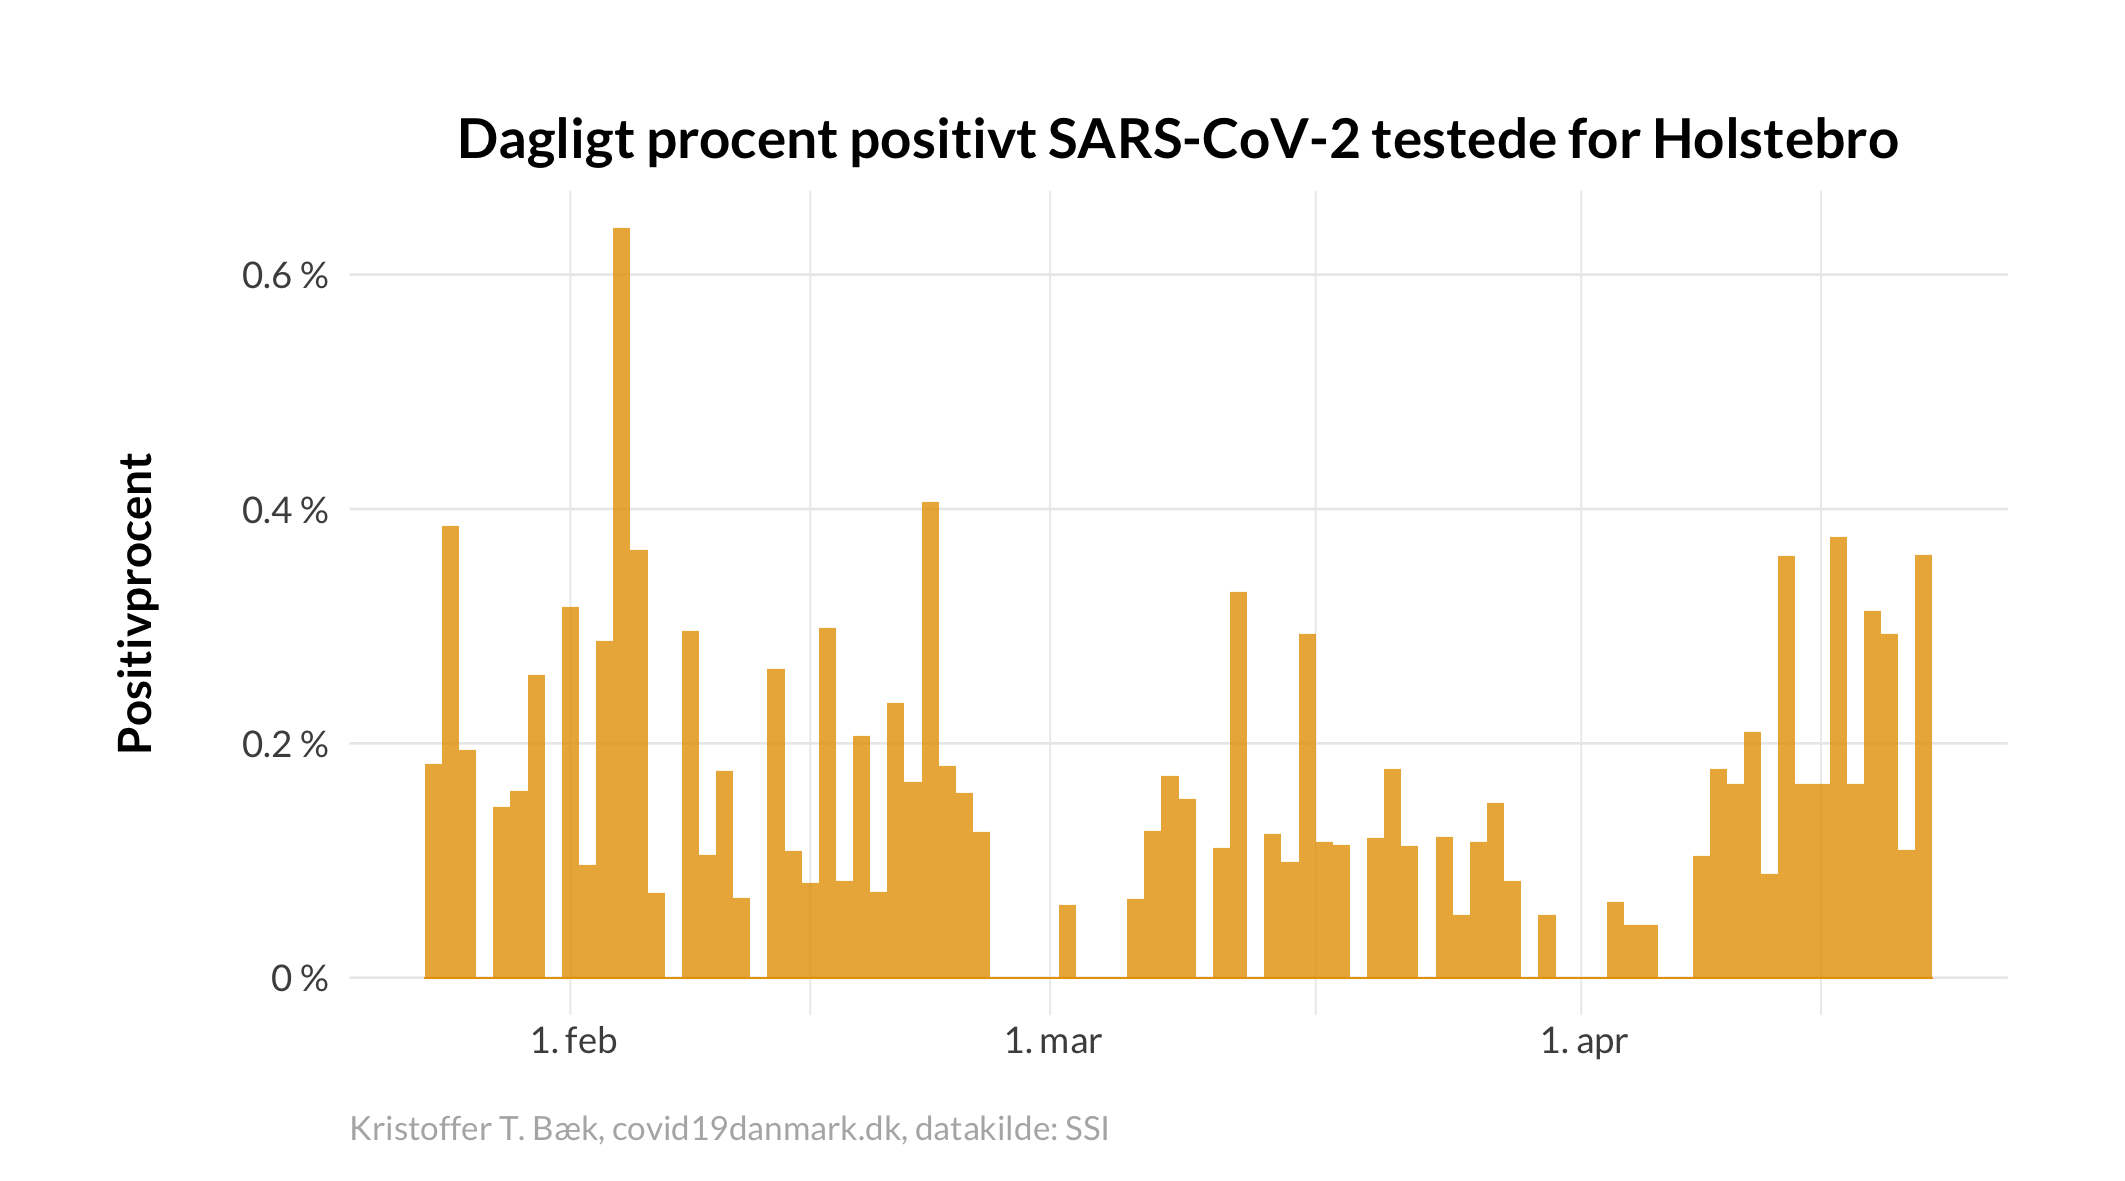 Dagligt procent positivt SARS-CoV-2 testede for Holstebro
Positivprocent
0.6 %
0.4 %
0.2 %
0 %
1. feb
1. mar
1. apr
Kristoffer T. Bæk, covid19danmark.dk, datakilde: SSI